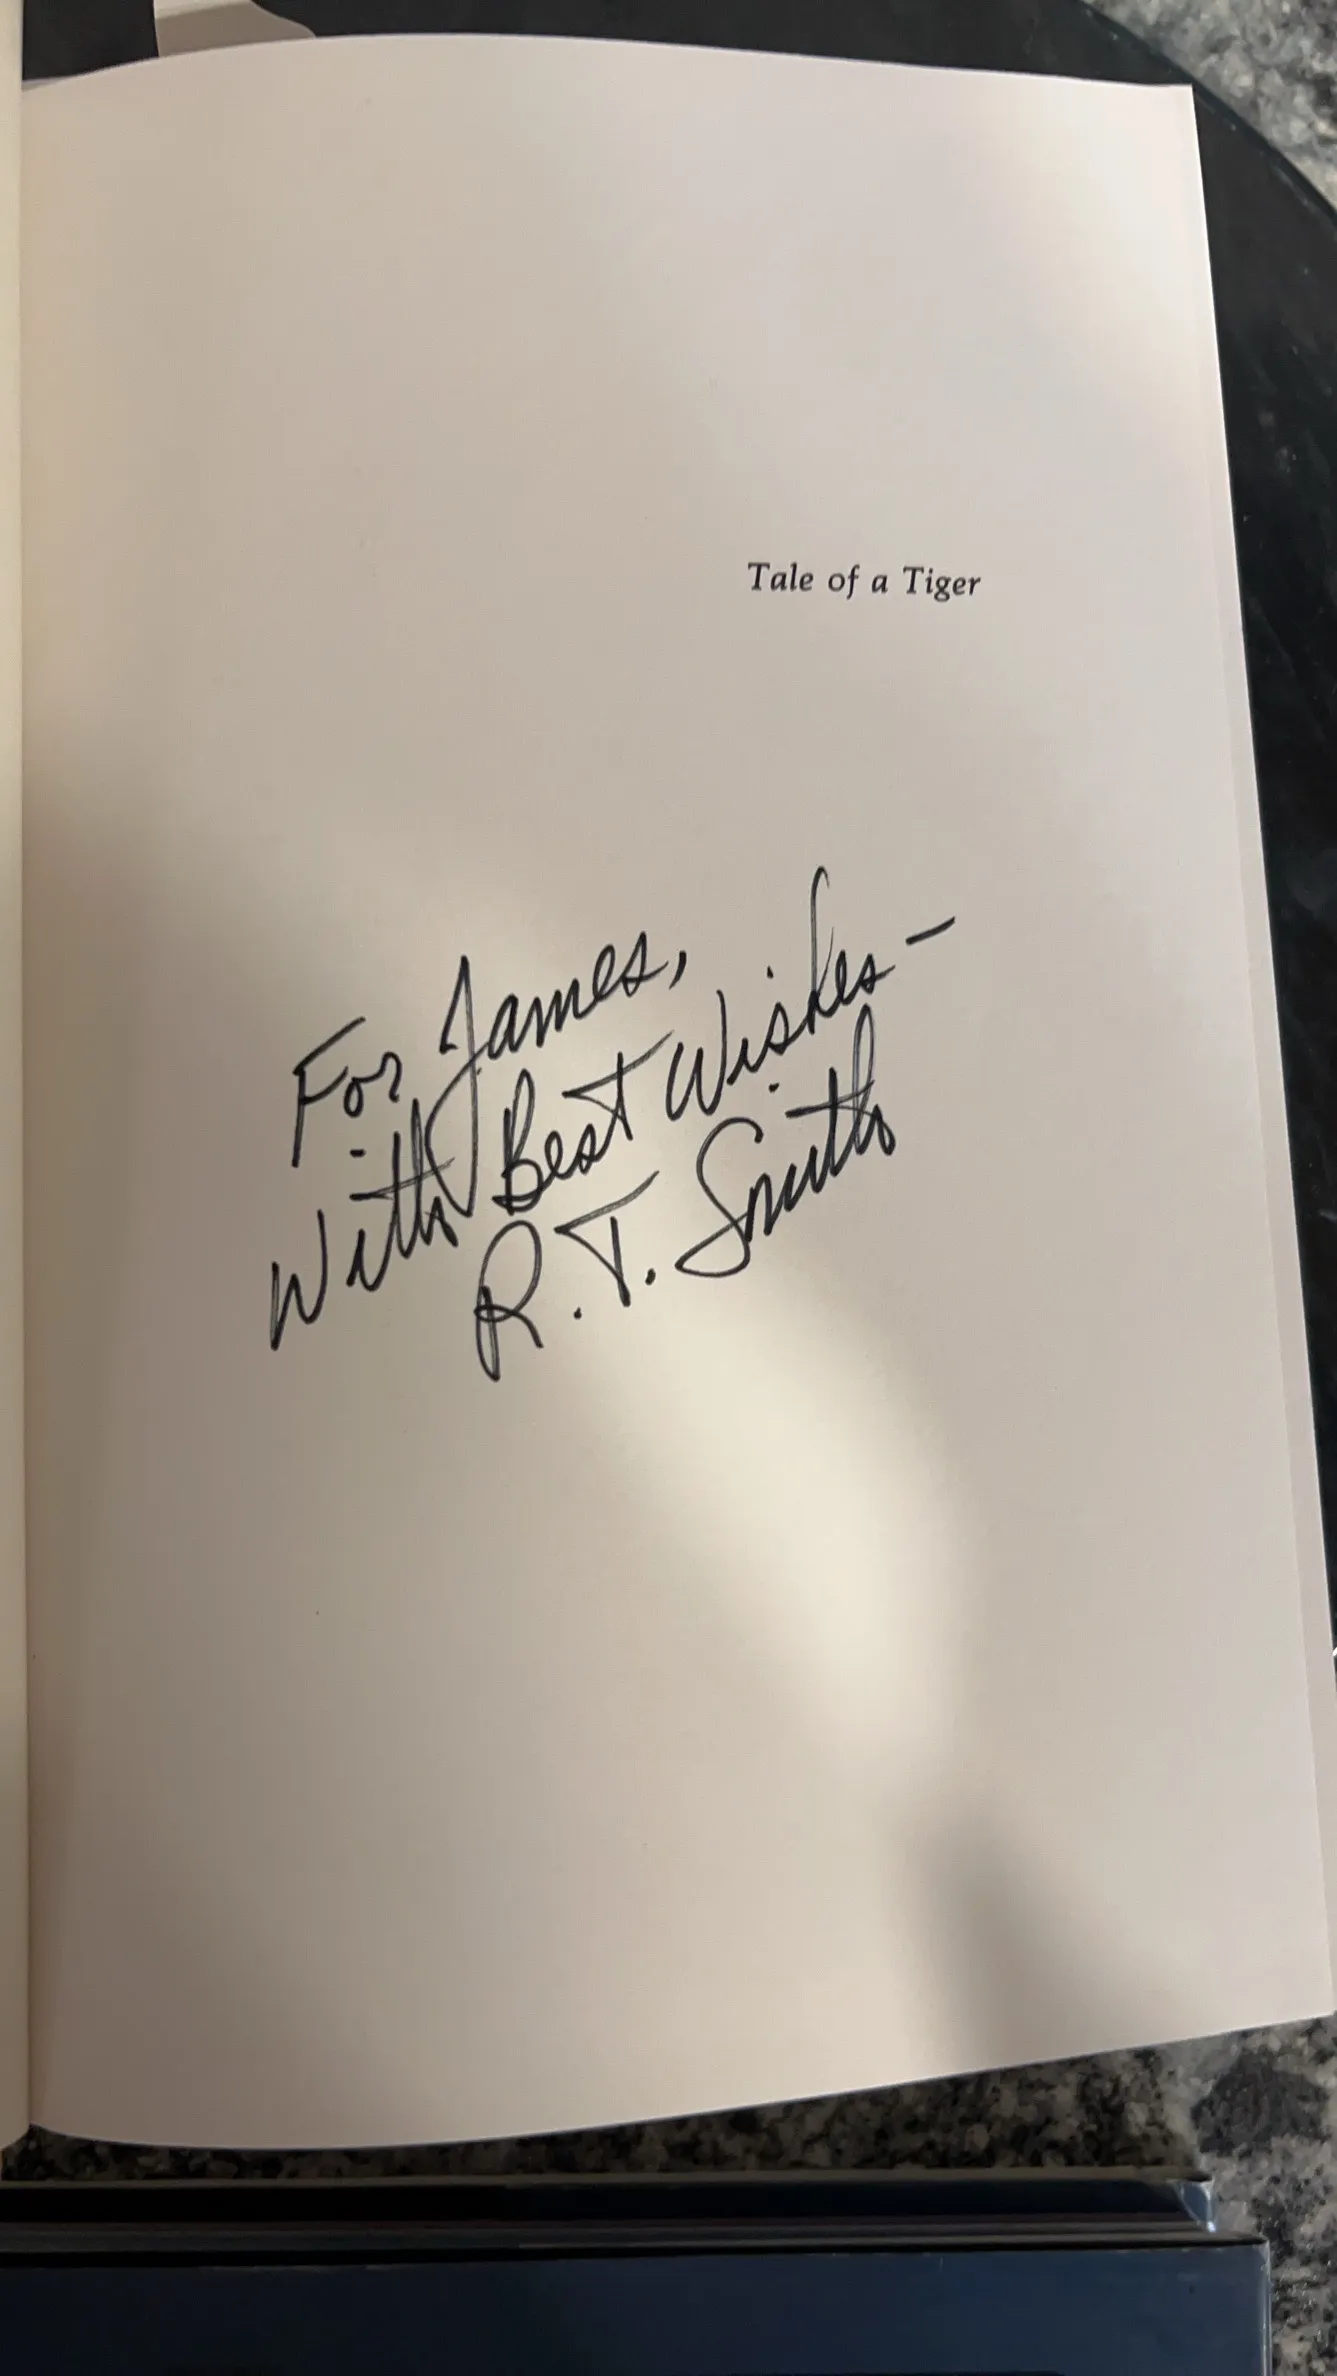 Tale of a Tiger
For James,
With Best Wishes –
R. T. Smith